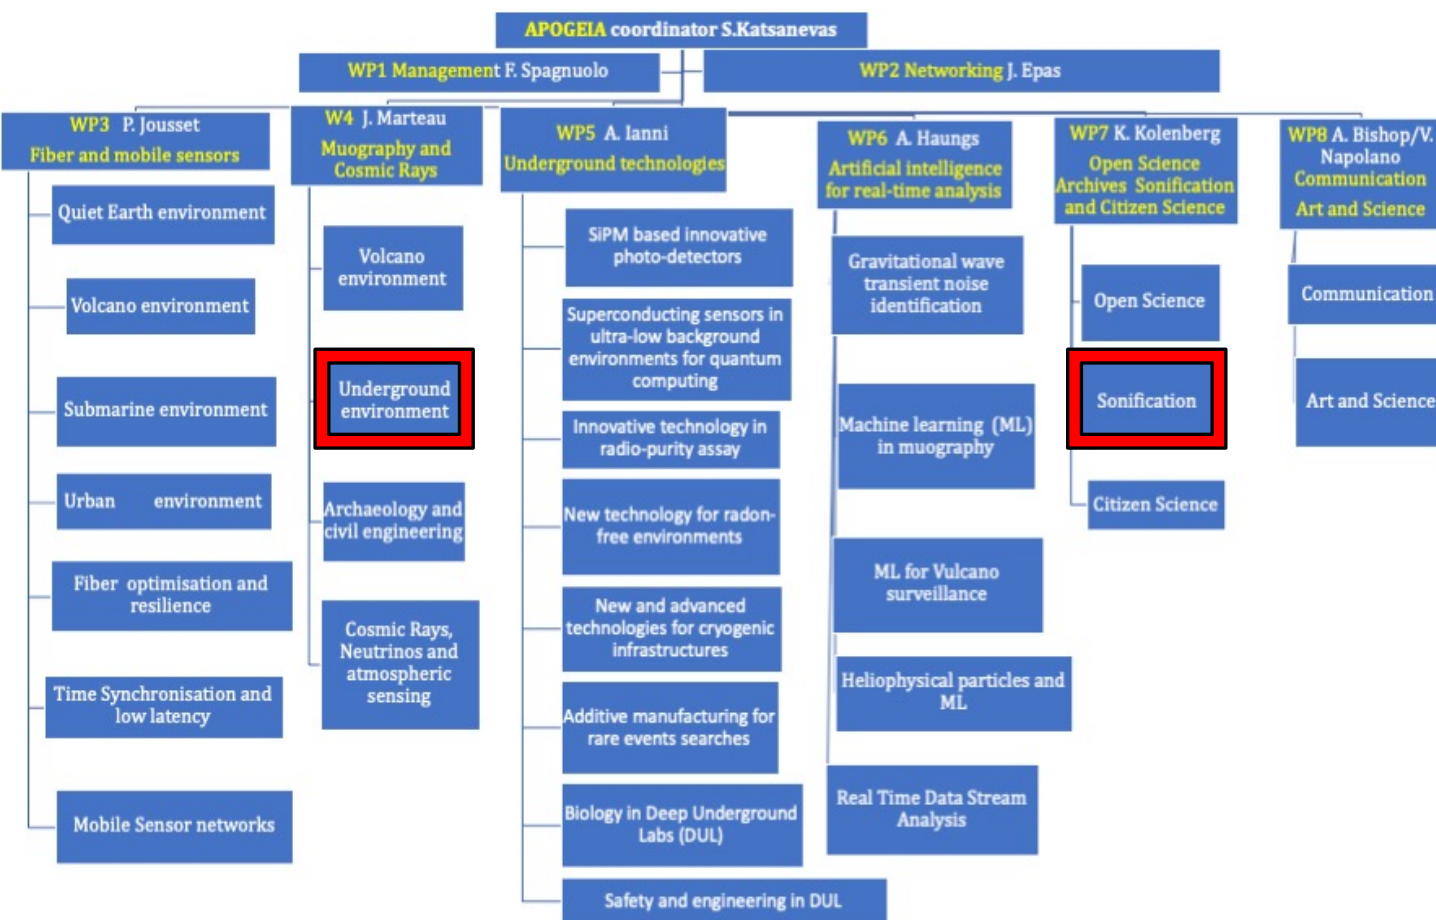 APOGEIA coordinator S.Katsanevas
WP1 Management F. Spagnuolo
WP2 Networking J. Epas
WP3 P. Jousset
Fiber and mobile sensors
Quiet Earth environment
Volcano environment
Submarine environment
Urban environment
Fiber optimisation and
resilience
Time Synchronisation and
low latency
Mobile Sensor networks
W4 J. Marteau
Muography and
Cosmic Rays
Volcano
environment
Underground
environment
Archaeology and
civil engineering
Cosmic Rays,
Neutrinos and
atmospheric
sensing
WP5 A. Ianni
Underground technologies
SiPM based innovative
photo-detectors
Superconducting sensors in
ultra-low background
environments for quantum
computing
Innovative technology in
radio-purity assay
New technology for radon-
free environments
New and advanced
technologies for cryogenic
infrastructures
Additive manufacturing for
rare events searches
Biology in Deep Underground
Labs (DUL)
Safety and engineering in DUL
WP6 A. Haungs
Artificial intelligence
for real-time analysis
Gravitational wave
transient noise
identification
Machine learning (ML)
in muography
ML for Vulcano
surveillance
Heliophysical particles and
ML
Real Time Data Stream
Analysis
WP7 K. Kolenberg
Open Science
Archives Sonification
and Citizen Science
Open Science
Sonification
Citizen Science
WP8 A. Bishop/V.
Napolano
Communication
Art and Science
Communication
Art and Science